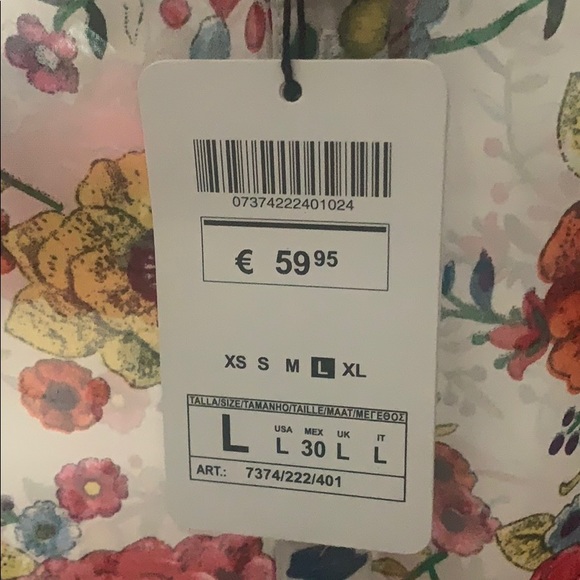 07374222401024
€ 59 95
XS S M L XL
TALLA/SIZE/TAMANHO/TAILLE/MAAT/ΜΕΓΕΘΟΣ
L USA L MEX 30 UK L IT L
ART.: 7374/222/401